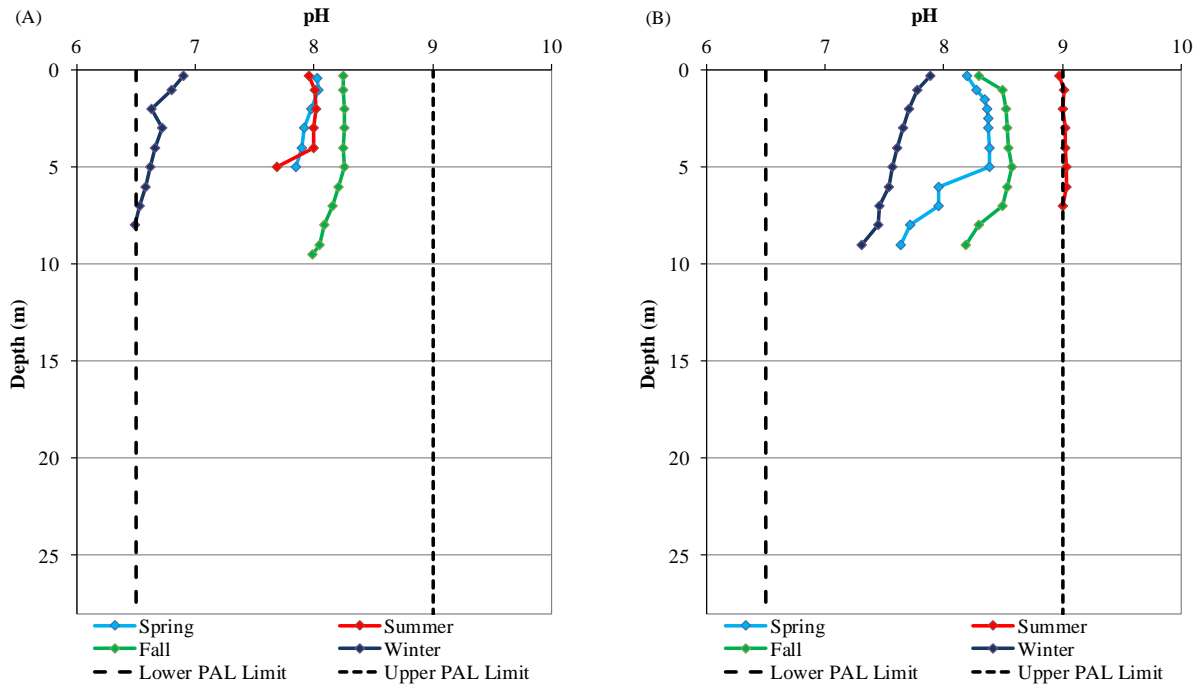 (A)
pH
6 7 8 9 10
0
5
10
15
20
25
Depth (m)
Spring Summer
Fall Winter
Lower PAL Limit Upper PAL Limit
(B)
pH
6 7 8 9 10
0
5
10
15
20
25
Depth (m)
Spring Summer
Fall Winter
Lower PAL Limit Upper PAL Limit